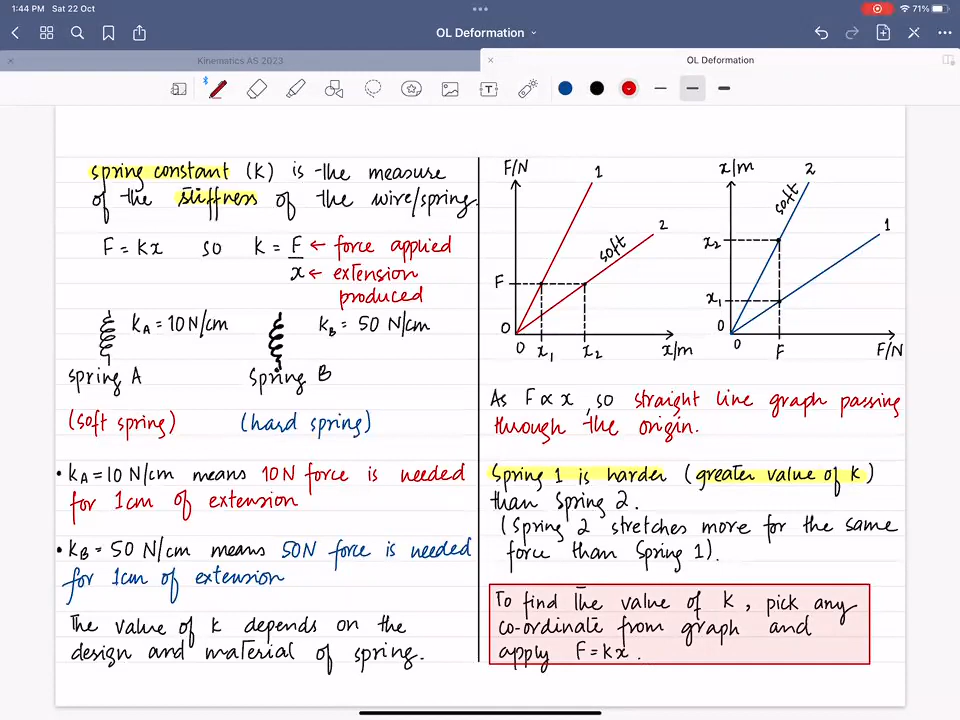 1:44 PM Sat 22 Oct
71%
OL Deformation
Kinematics AS 2023
OL Deformation
spring constant (K) is the measure
of the stiffness of the wire/spring.
F = kx so K = F ← force applied
x ← extension
produced
kA = 10 N/cm
kB = 50 N/cm
spring A
Spring B
(soft spring)
(hard spring)
• kA = 10 N/cm means 10N force is needed
for 1cm of extension
• kB = 50 N/cm means 50N force is needed
for 1cm of extension
The value of k depends on the
design and material of spring.
F/N
1
2
soft
F
0
0
x1
x2
x/m
x/m
2
soft
1
x2
x1
0
0
F
F/N
As F ∝ x, so straight line graph passing
through the origin.
Spring 1 is harder (greater value of k)
than Spring 2.
(Spring 2 stretches more for the same
force than Spring 1).
To find the value of K, pick any
co-ordinate from graph and
apply F = kx.